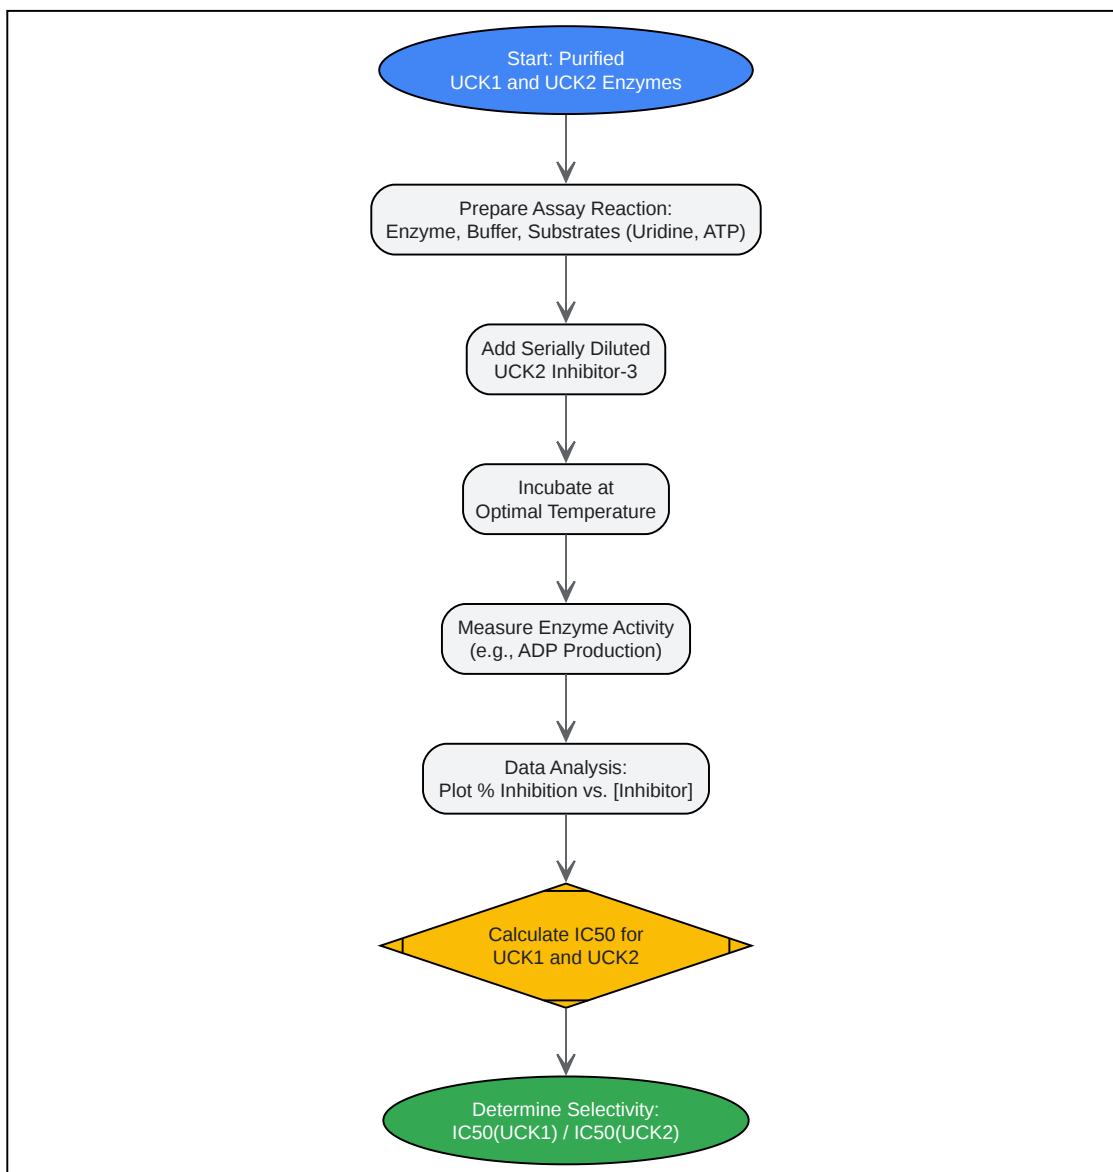 Start: Purified
UCK1 and UCK2 Enzymes
Prepare Assay Reaction:
Enzyme, Buffer, Substrates (Uridine, ATP)
Add Serially Diluted
UCK2 Inhibitor-3
Incubate at
Optimal Temperature
Measure Enzyme Activity
(e.g., ADP Production)
Data Analysis:
Plot % Inhibition vs. [Inhibitor]
Calculate IC50 for
UCK1 and UCK2
Determine Selectivity:
IC50(UCK1) / IC50(UCK2)